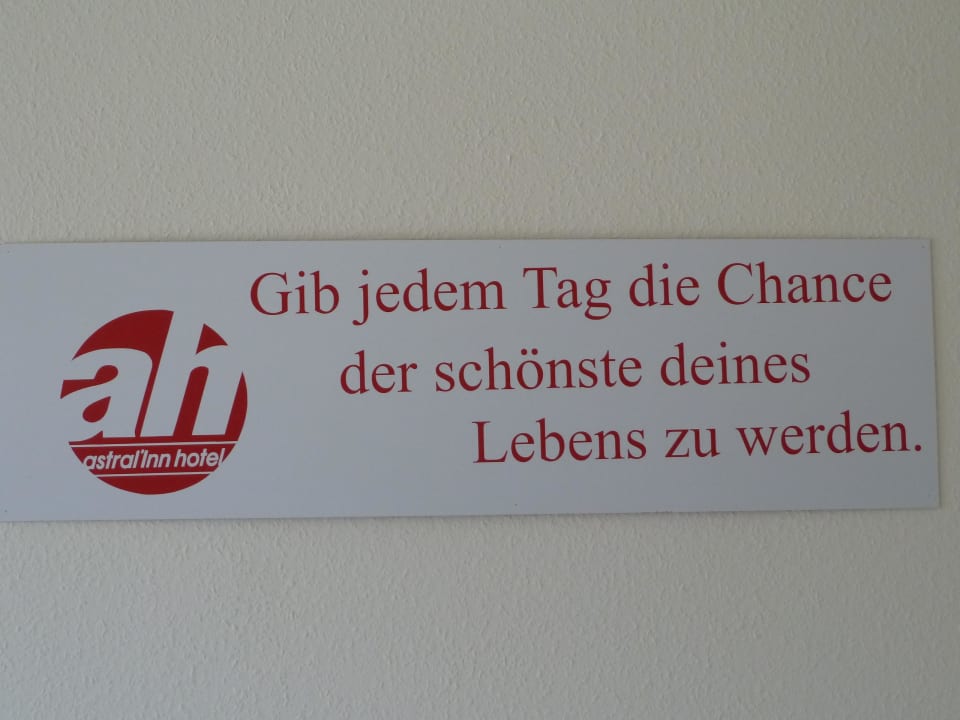 ah
astral'Inn hotel
Gib jedem Tag die Chance
der schönste deines
Lebens zu werden.